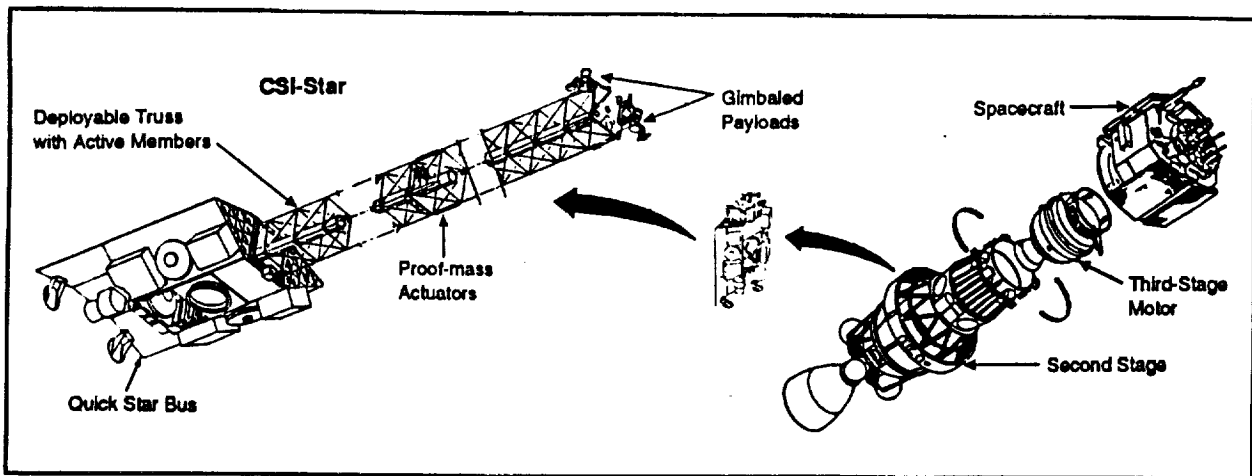 CSI-Star
Deployable Truss
with Active Members
Gimbaled
Payloads
Spacecraft
Proof-mass
Actuators
Third-Stage
Motor
Second Stage
Quick Star Bus